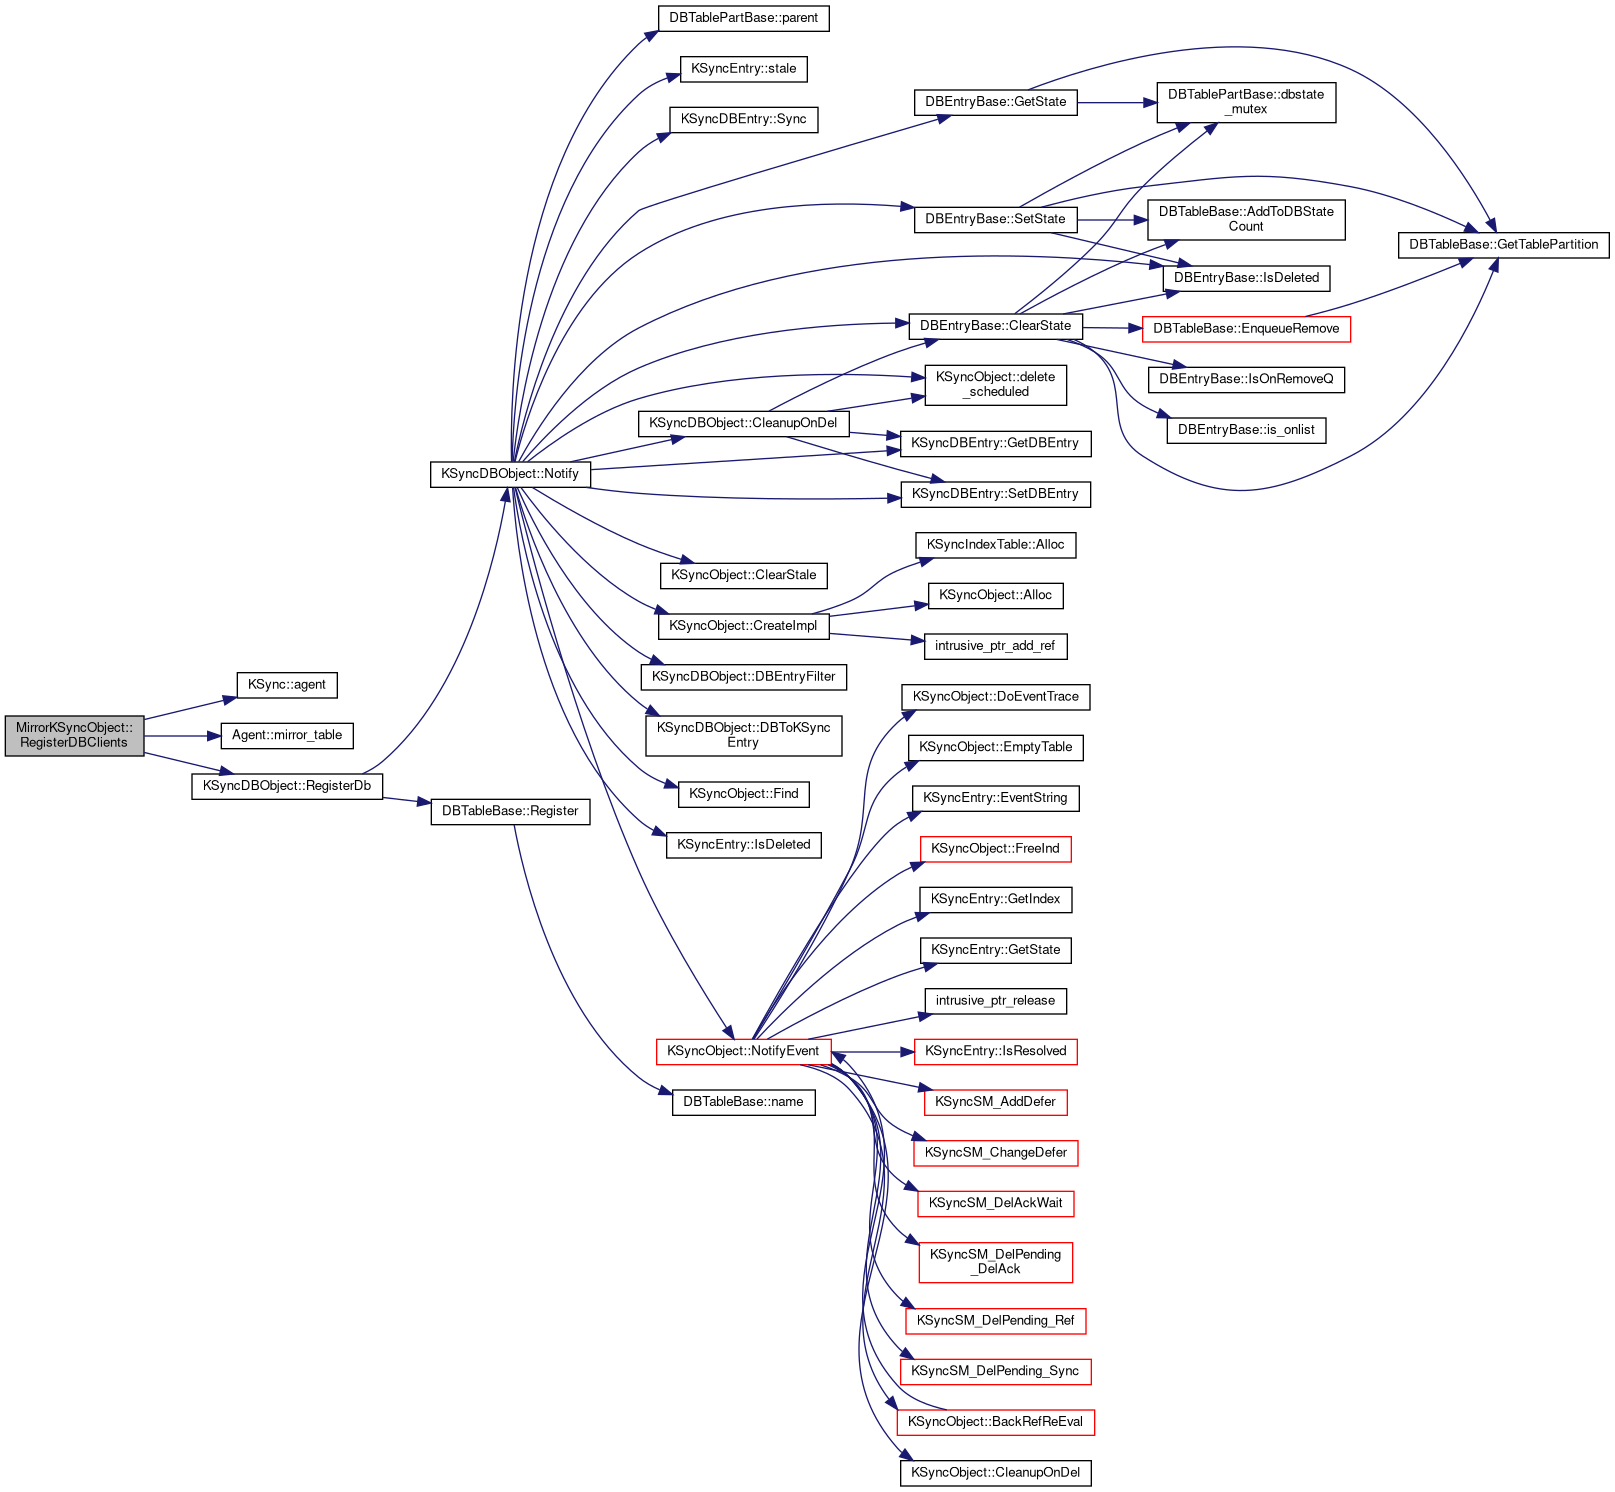 DBTablePartBase::parent
KSyncEntry::stale
KSyncDBEntry::Sync
DBEntryBase::GetState
DBTablePartBase::dbstate
_mutex
DBEntryBase::SetState
DBTableBase::AddToDBState
Count
DBTableBase::GetTablePartition
DBEntryBase::IsDeleted
DBEntryBase::ClearState
DBTableBase::EnqueueRemove
DBEntryBase::IsOnRemoveQ
DBEntryBase::is_onlist
KSyncObject::delete
_scheduled
KSyncDBObject::CleanupOnDel
KSyncDBEntry::GetDBEntry
KSyncDBObject::Notify
KSyncDBEntry::SetDBEntry
KSyncIndexTable::Alloc
KSyncObject::ClearStale
KSyncObject::Alloc
KSyncObject::CreateImpl
intrusive_ptr_add_ref
KSyncDBObject::DBEntryFilter
KSync::agent
MirrorKSyncObject::
RegisterDBClients
Agent::mirror_table
KSyncDBObject::RegisterDb
DBTableBase::Register
KSyncDBObject::DBToKSync
Entry
KSyncObject::Find
KSyncEntry::IsDeleted
KSyncObject::DoEventTrace
KSyncObject::EmptyTable
KSyncEntry::EventString
KSyncObject::FreeInd
KSyncEntry::GetIndex
KSyncEntry::GetState
intrusive_ptr_release
KSyncObject::NotifyEvent
KSyncEntry::IsResolved
DBTableBase::name
KSyncSM_AddDefer
KSyncSM_ChangeDefer
KSyncSM_DelAckWait
KSyncSM_DelPending
_DelAck
KSyncSM_DelPending_Ref
KSyncSM_DelPending_Sync
KSyncObject::BackRefReEval
KSyncObject::CleanupOnDel